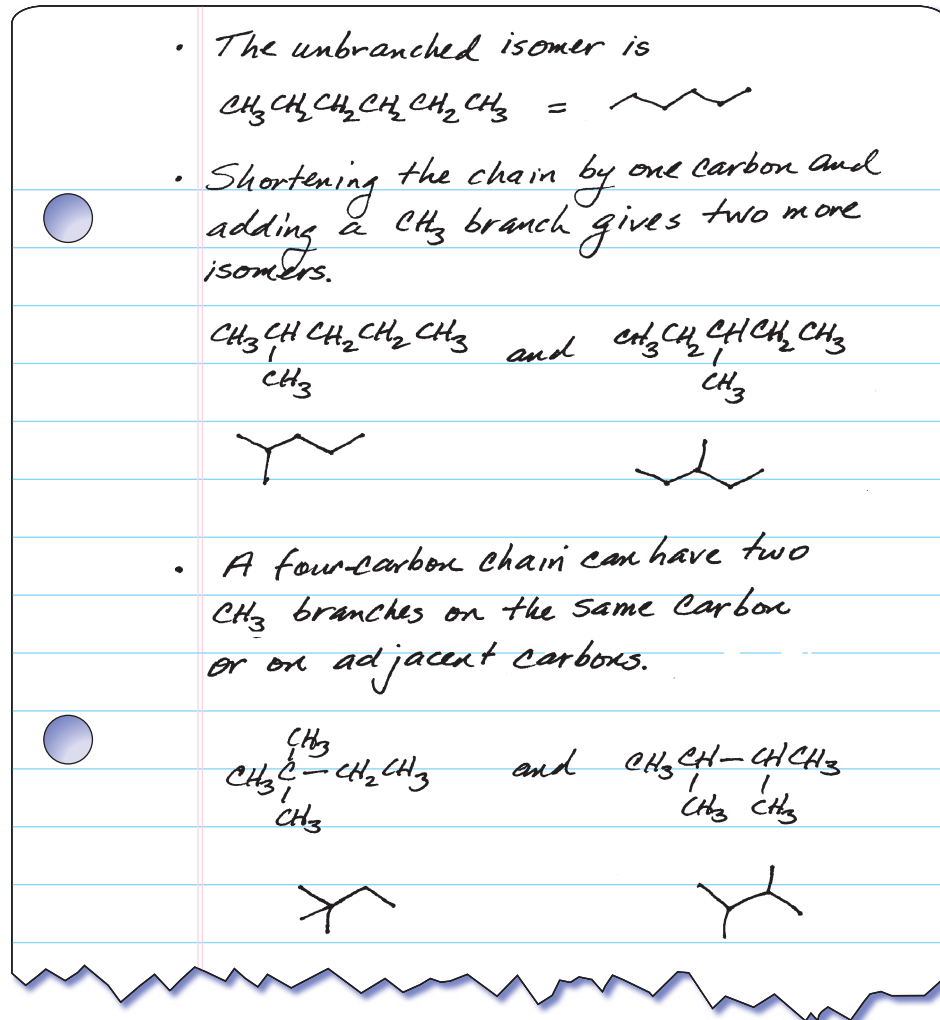 • The unbranched isomer is
CH₃CH₂CH₂CH₂CH₂CH₃ =
• Shortening the chain by one carbon and
adding a CH₃ branch gives two more
isomers.
CH₃CHCH₂CH₂CH₃ and CH₃CH₂CHCH₂CH₃
CH₃ CH₃
• A four-carbon chain can have two
CH₃ branches on the same carbon
or on adjacent carbons.
CH₃
CH₃C—CH₂CH₃ and CH₃CH—CHCH₃
CH₃ CH₃ CH₃